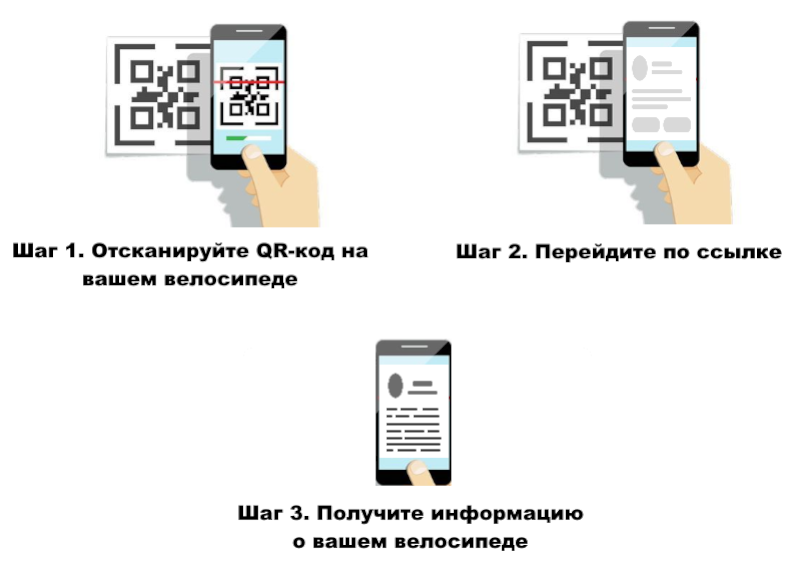 Шаг 1. Отсканируйте QR-код на
вашем велосипеде
Шаг 2. Перейдите по ссылке
Шаг 3. Получите информацию
о вашем велосипеде